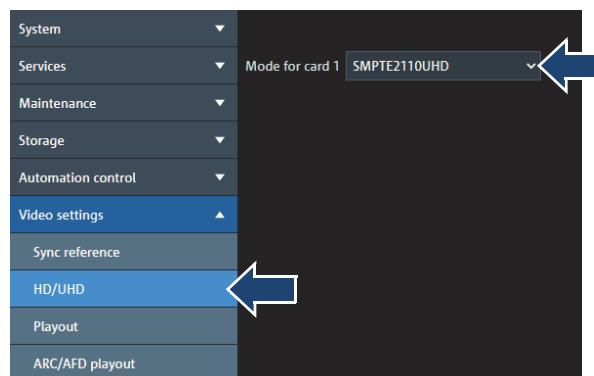 System
Services
Mode for card 1 SMPTE2110UHD
Maintenance
Storage
Automation control
Video settings
Sync reference
HD/UHD
Playout
ARC/AFD playout